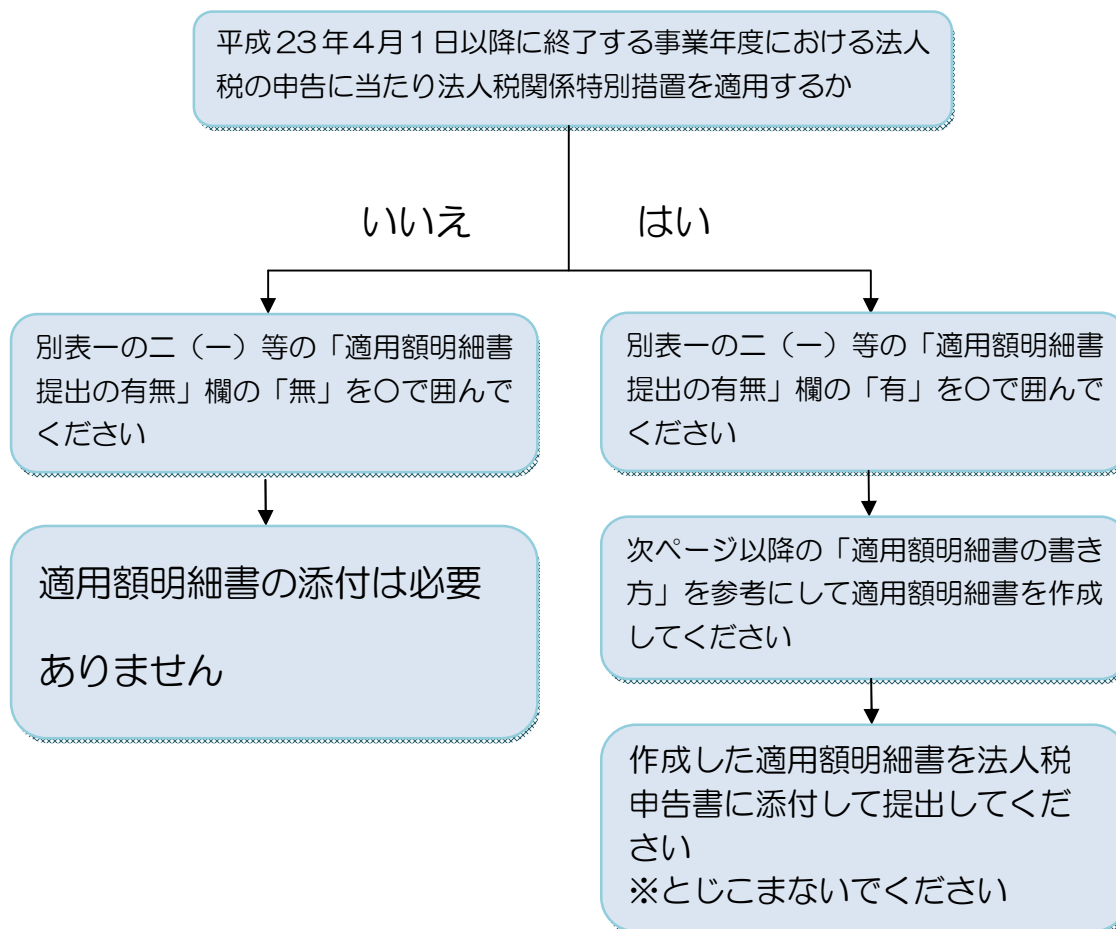 平成23年4月1日以降に終了する事業年度における法人
税の申告に当たり法人税関係特別措置を適用するか
いいえ
はい
別表一の二（一）等の「適用額明細書
提出の有無」欄の「無」を〇で囲んで
ください
適用額明細書の添付は必要
ありません
別表一の二（一）等の「適用額明細書
提出の有無」欄の「有」を〇で囲んで
ください
次ページ以降の「適用額明細書の書き
方」を参考にして適用額明細書を作成
してください
作成した適用額明細書を法人税
申告書に添付して提出してくだ
さい
※とじこまないでください